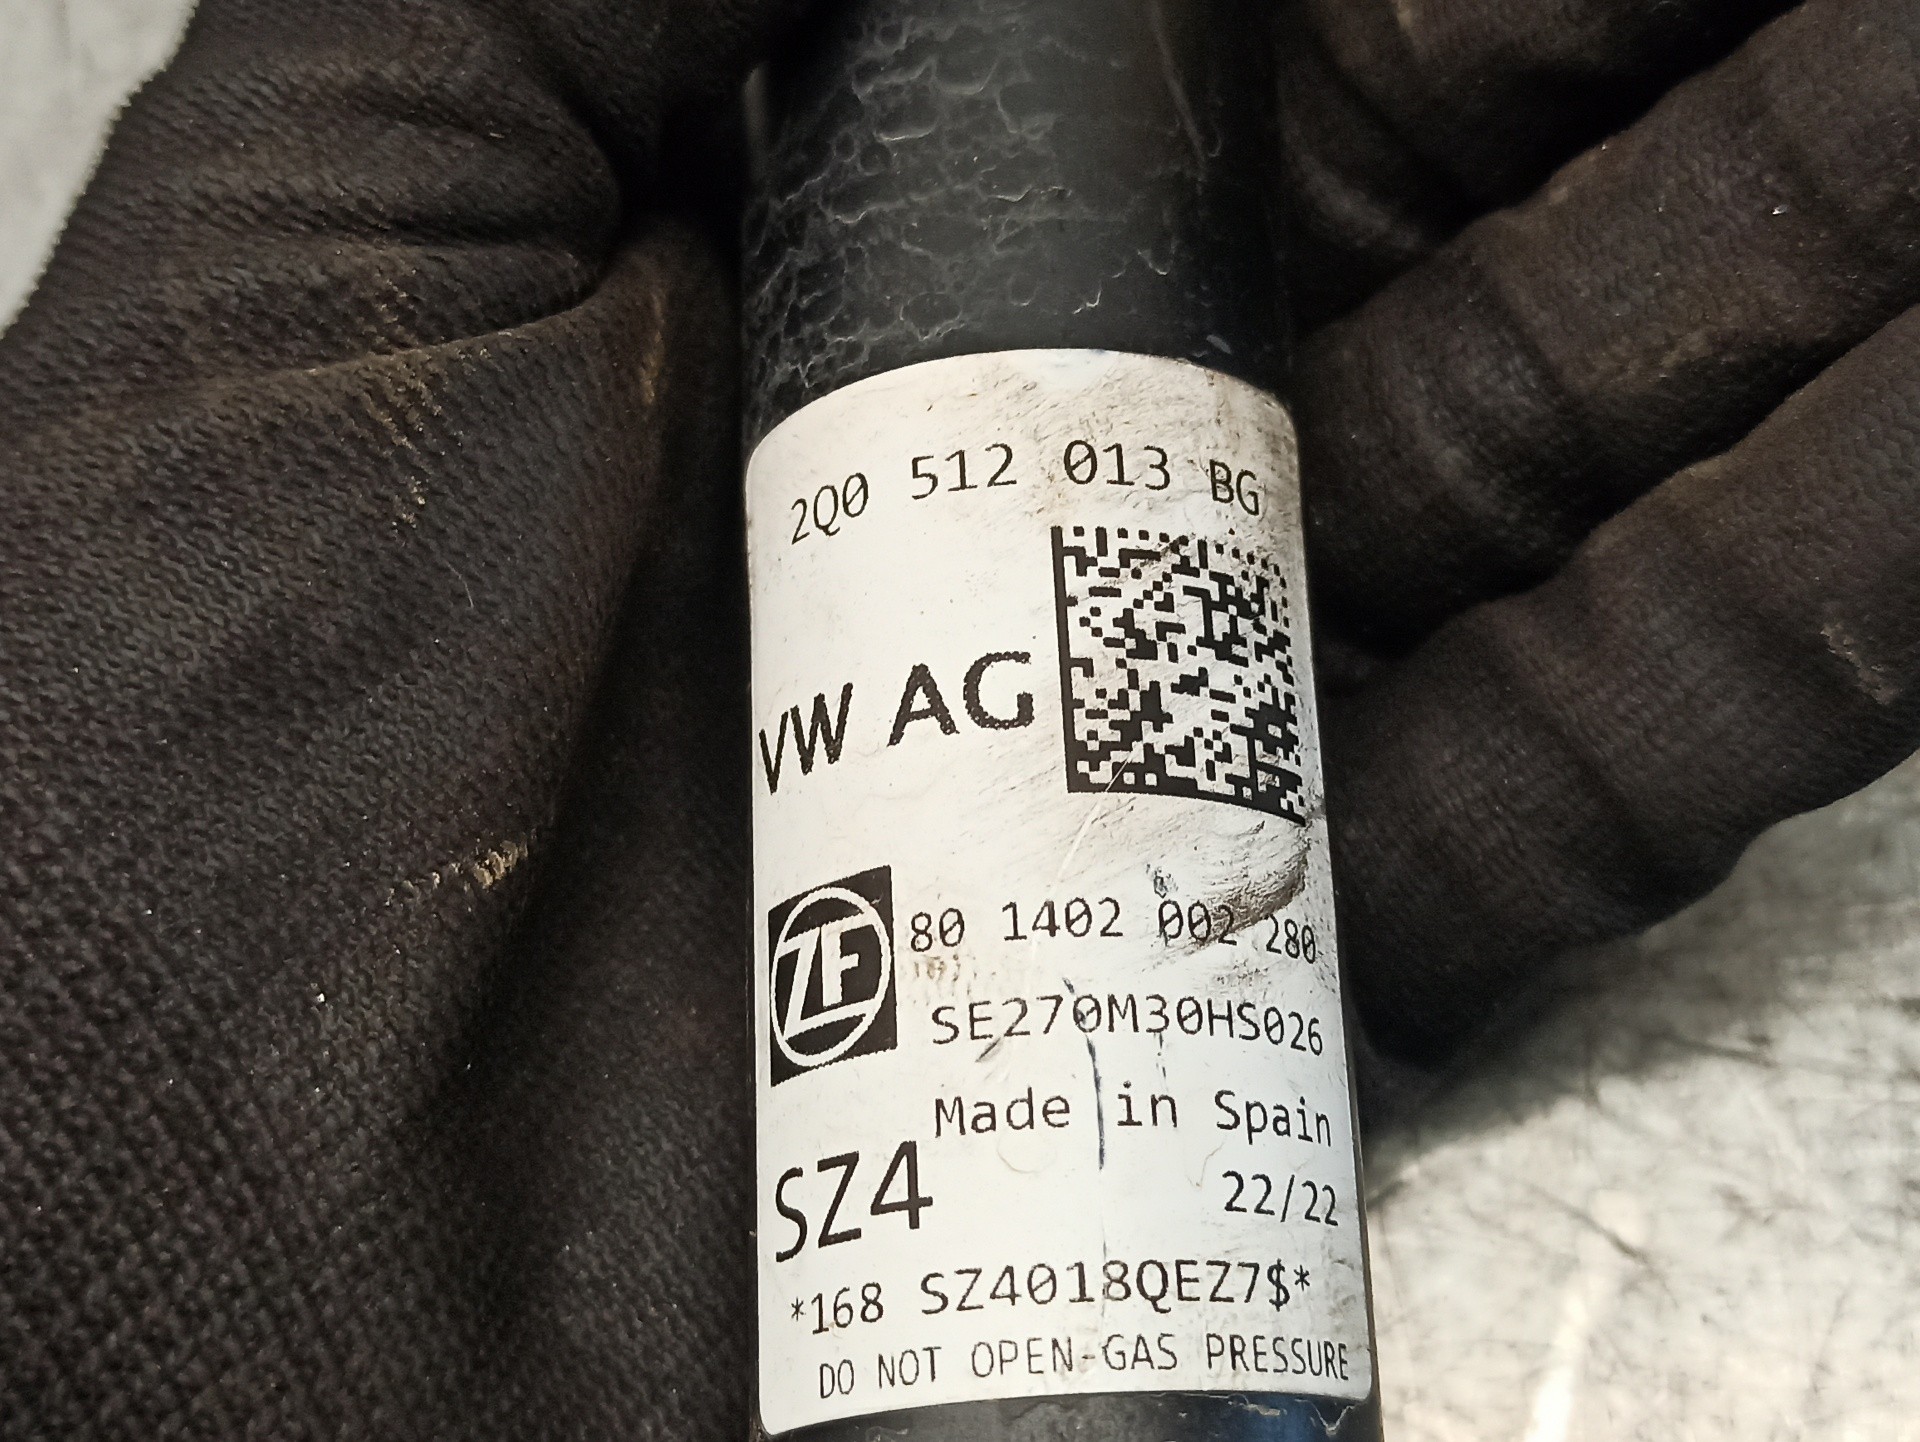 2Q0 512 013 BG
VW AG
ZF
80 1402 002 280
SE270M30HS026
Made in Spain
SZ4
22/22
*168 SZ4018QEZ7$*
DO NOT OPEN-GAS PRESSURE